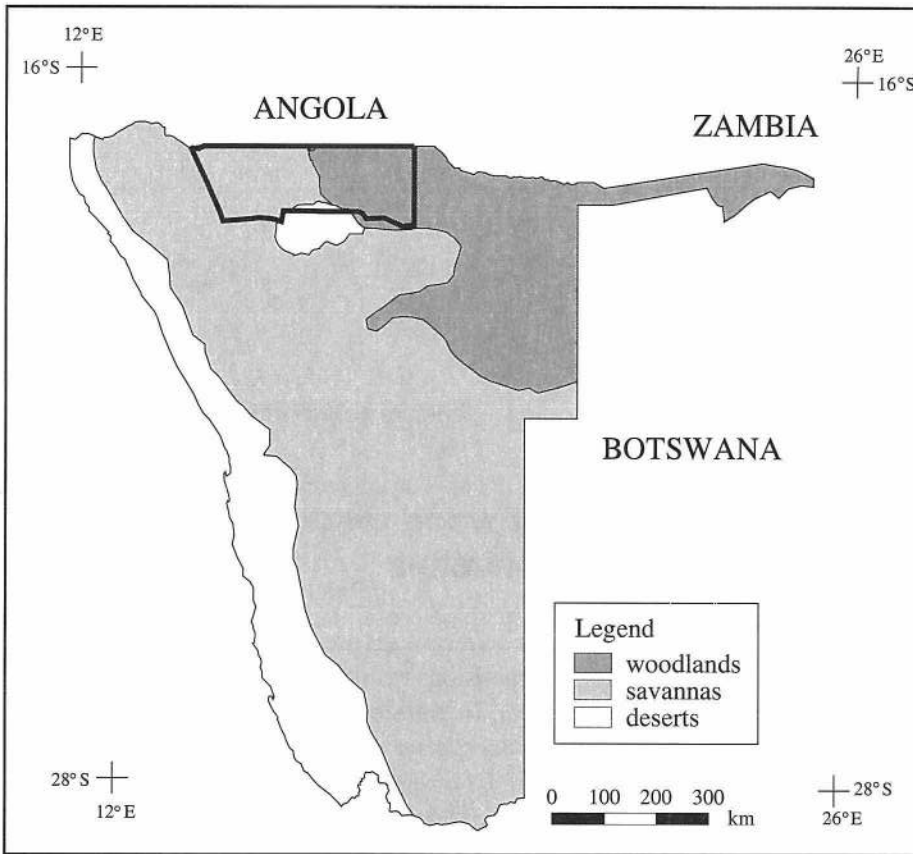 12°E
16°S
26°E
16°S
ANGOLA
ZAMBIA
BOTSWANA
Legend
woodlands
savannas
deserts
28°S
12°E
0 100 200 300
km
28°S
26°E